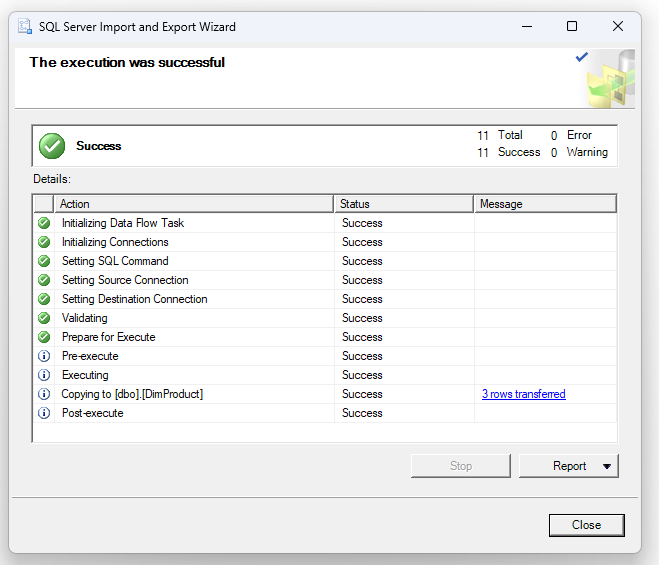 SQL Server Import and Export Wizard
The execution was successful
Success
11 Total 0 Error
11 Success 0 Warning
Details:
Action Status Message
Initializing Data Flow Task Success
Initializing Connections Success
Setting SQL Command Success
Setting Source Connection Success
Setting Destination Connection Success
Validating Success
Prepare for Execute Success
Pre-execute Success
Executing Success
Copying to [dbo].[DimProduct] Success 3 rows transferred
Post-execute Success
Stop Report
Close